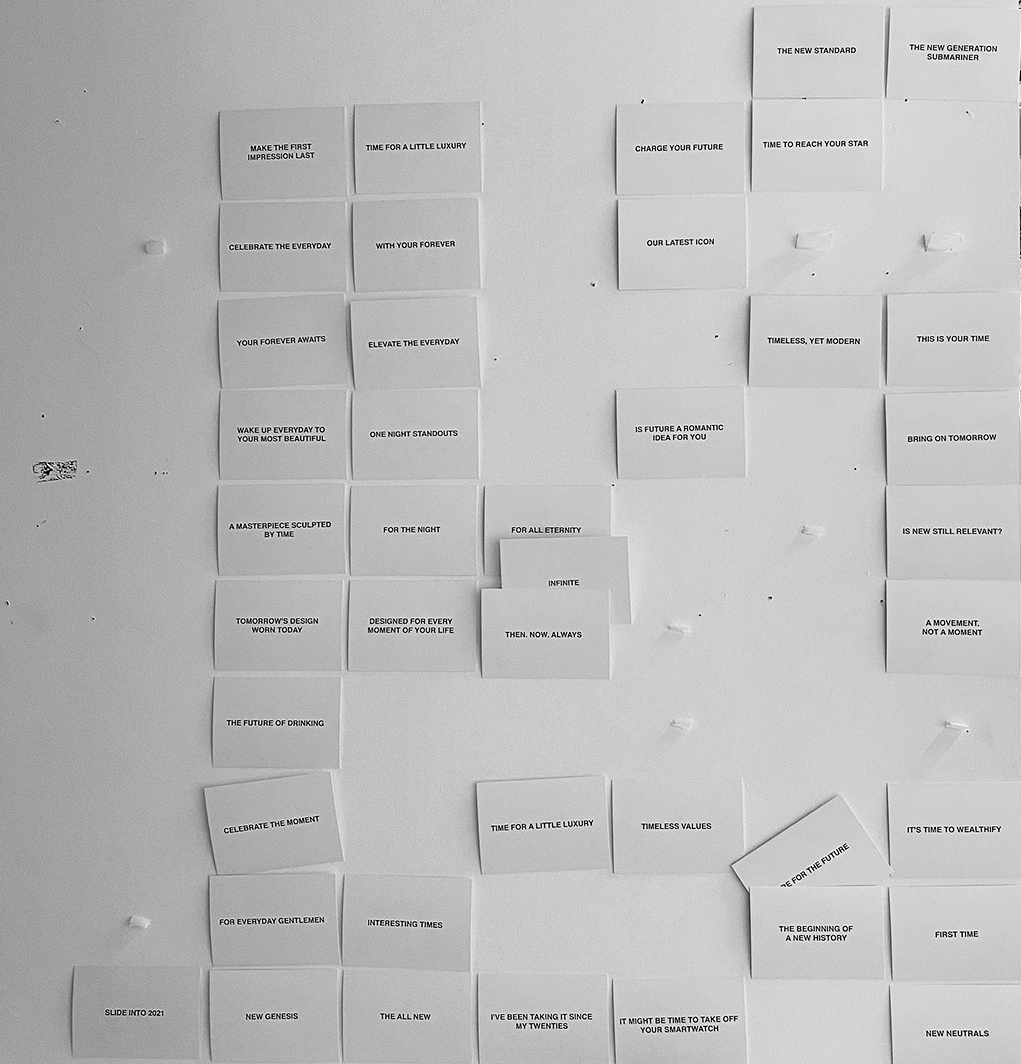 THE NEW STANDARD
THE NEW GENERATION
SUBMARINER
MAKE THE FIRST
IMPRESSION LAST
TIME FOR A LITTLE LUXURY
CHARGE YOUR FUTURE
TIME TO REACH YOUR STAR
CELEBRATE THE EVERYDAY
WITH YOUR FOREVER
OUR LATEST ICON
YOUR FOREVER AWAITS
ELEVATE THE EVERYDAY
TIMELESS, YET MODERN
THIS IS YOUR TIME
WAKE UP EVERYDAY TO
YOUR MOST BEAUTIFUL
ONE NIGHT STANDOUTS
IS FUTURE A ROMANTIC
IDEA FOR YOU
BRING ON TOMORROW
A MASTERPIECE SCULPTED
BY TIME
FOR THE NIGHT
FOR ALL ETERNITY
IS NEW STILL RELEVANT?
INFINITE
TOMORROW'S DESIGN
WORN TODAY
DESIGNED FOR EVERY
MOMENT OF YOUR LIFE
THEN. NOW. ALWAYS
A MOVEMENT.
NOT A MOMENT
THE FUTURE OF DRINKING
CELEBRATE THE MOMENT
TIME FOR A LITTLE LUXURY
TIMELESS VALUES
FOR THE FUTURE
IT'S TIME TO WEALTHIFY
FOR EVERYDAY GENTLEMEN
INTERESTING TIMES
THE BEGINNING OF
A NEW HISTORY
FIRST TIME
SLIDE INTO 2021
NEW GENESIS
THE ALL NEW
I'VE BEEN TAKING IT SINCE
MY TWENTIES
IT MIGHT BE TIME TO TAKE OFF
YOUR SMARTWATCH
NEW NEUTRALS